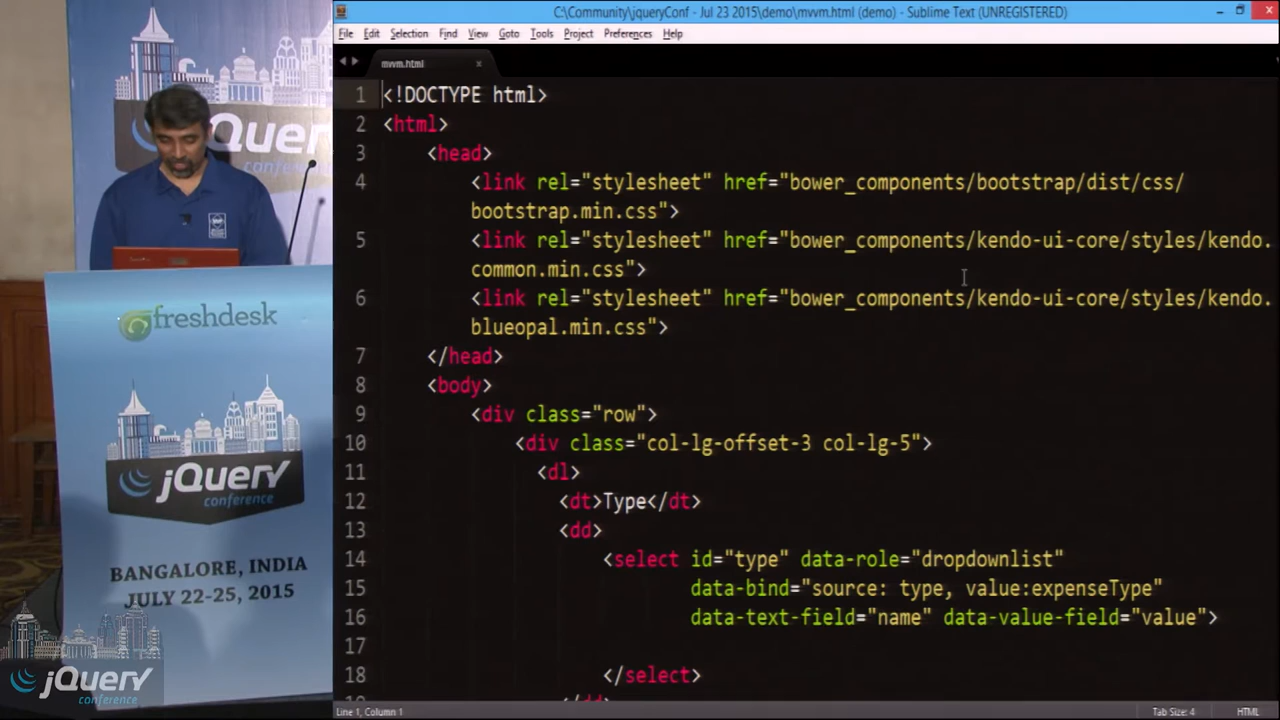 C:\Community\jqueryConf - Jul 23 2015\demo\mvvm.html (demo) - Sublime Text (UNREGISTERED)
File Edit Selection Find View Goto Tools Project Preferences Help
mvvm.html
1 <!DOCTYPE html>
2 <html>
3 <head>
4 <link rel="stylesheet" href="bower_components/bootstrap/dist/css/
bootstrap.min.css">
5 <link rel="stylesheet" href="bower_components/kendo-ui-core/styles/kendo.
common.min.css">
6 <link rel="stylesheet" href="bower_components/kendo-ui-core/styles/kendo.
blueopal.min.css">
7 </head>
8 <body>
9 <div class="row">
10 <div class="col-lg-offset-3 col-lg-5">
11 <dl>
12 <dt>Type</dt>
13 <dd>
14 <select id="type" data-role="dropdownlist"
15 data-bind="source: type, value:expenseType"
16 data-text-field="name" data-value-field="value">
17
18 </select>
Line 1, Column 1
Tab Size: 4
HTML
jQuery
freshdesk
jQuery
conference
BANGALORE, INDIA
JULY 22-25, 2015
jQuery
conference